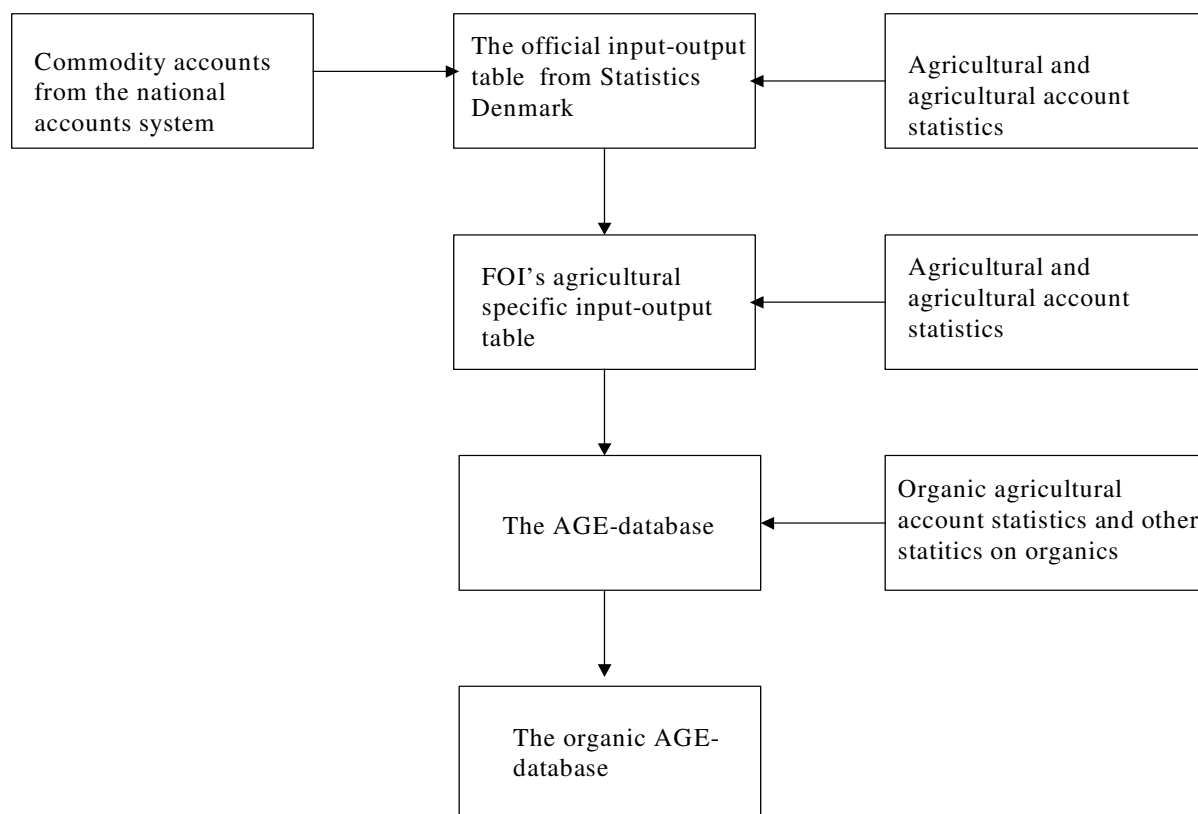 Commodity accounts
from the national
accounts system
The official input-output
table from Statistics
Denmark
Agricultural and
agricultural account
statistics
FOI's agricultural
specific input-output
table
Agricultural and
agricultural account
statistics
The AGE-database
Organic agricultural
account statistics and other
statitics on organics
The organic AGE-
database